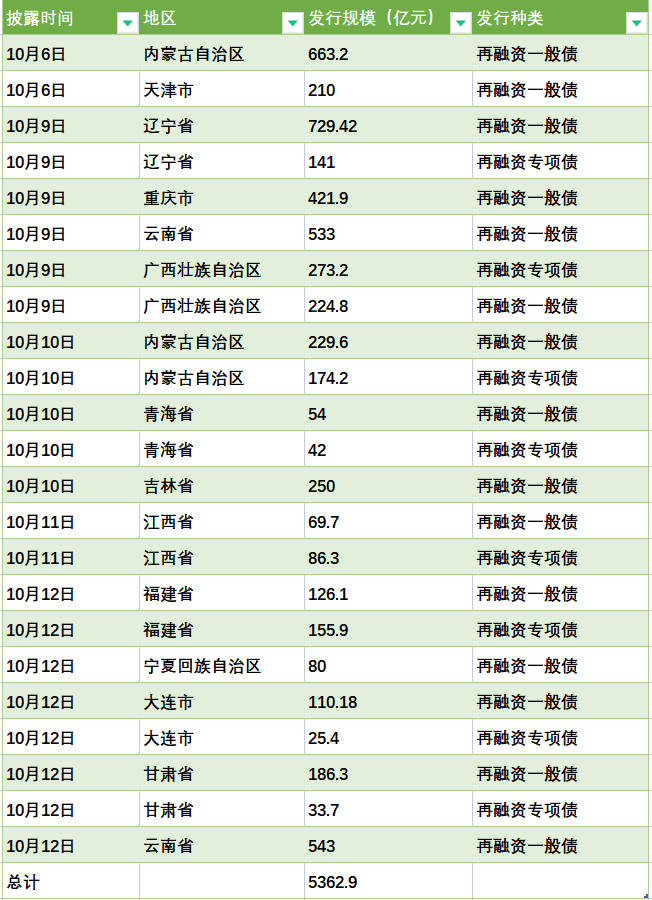 披露时间 地区 发行规模（亿元） 发行种类
10月6日 内蒙古自治区 663.2 再融资一般债
10月6日 天津市 210 再融资一般债
10月9日 辽宁省 729.42 再融资一般债
10月9日 辽宁省 141 再融资专项债
10月9日 重庆市 421.9 再融资一般债
10月9日 云南省 533 再融资一般债
10月9日 广西壮族自治区 273.2 再融资专项债
10月9日 广西壮族自治区 224.8 再融资一般债
10月10日 内蒙古自治区 229.6 再融资一般债
10月10日 内蒙古自治区 174.2 再融资专项债
10月10日 青海省 54 再融资一般债
10月10日 青海省 42 再融资专项债
10月10日 吉林省 250 再融资一般债
10月11日 江西省 69.7 再融资一般债
10月11日 江西省 86.3 再融资专项债
10月12日 福建省 126.1 再融资一般债
10月12日 福建省 155.9 再融资专项债
10月12日 宁夏回族自治区 80 再融资一般债
10月12日 大连市 110.18 再融资一般债
10月12日 大连市 25.4 再融资专项债
10月12日 甘肃省 186.3 再融资一般债
10月12日 甘肃省 33.7 再融资专项债
10月12日 云南省 543 再融资一般债
总计 5362.9